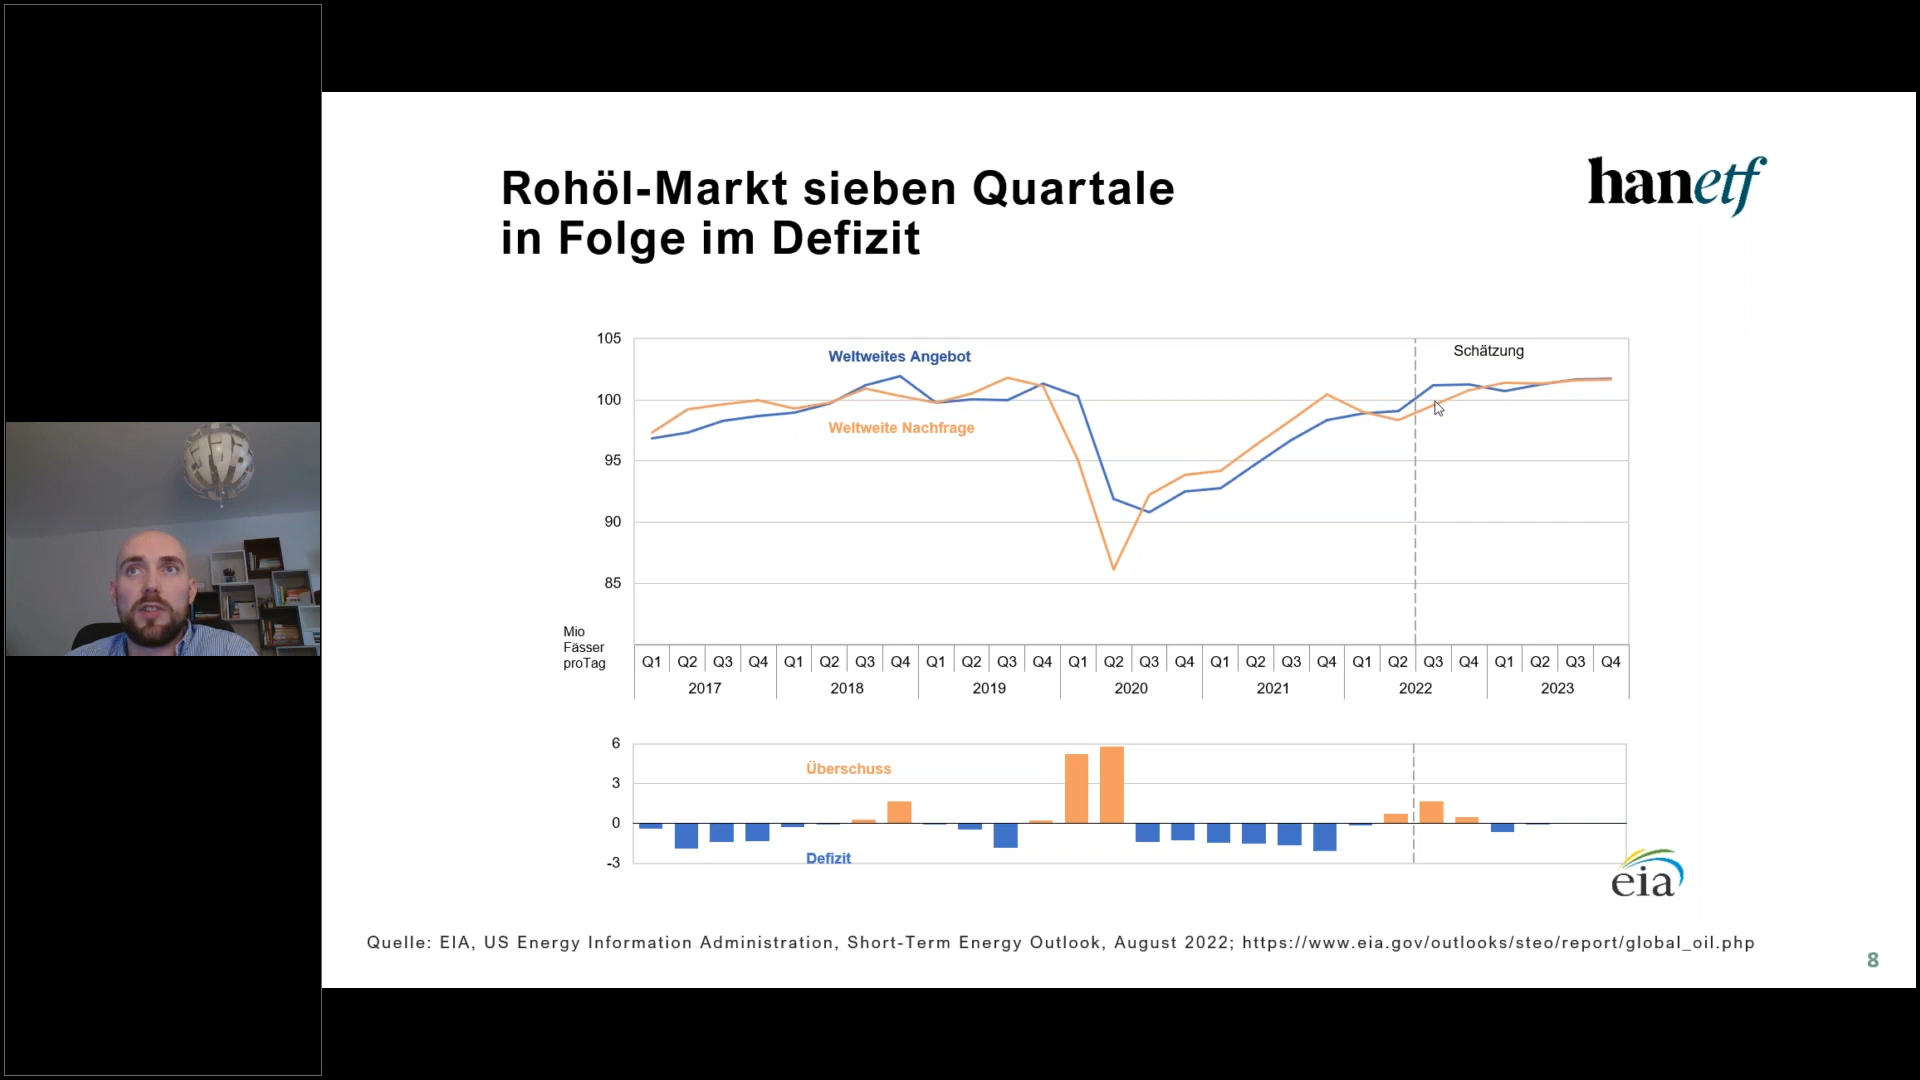 Rohöl-Markt sieben Quartale
in Folge im Defizit
hanetf
105
Weltweites Angebot
Schätzung
100
Weltweite Nachfrage
95
90
85
Mio
Fässer
proTag
Q1 Q2 Q3 Q4 Q1 Q2 Q3 Q4 Q1 Q2 Q3 Q4 Q1 Q2 Q3 Q4 Q1 Q2 Q3 Q4 Q1 Q2 Q3 Q4 Q1 Q2 Q3 Q4
2017 2018 2019 2020 2021 2022 2023
6
Überschuss
3
0
Defizit
-3
eia
Quelle: EIA, US Energy Information Administration, Short-Term Energy Outlook, August 2022; https://www.eia.gov/outlooks/steo/report/global_oil.php
8